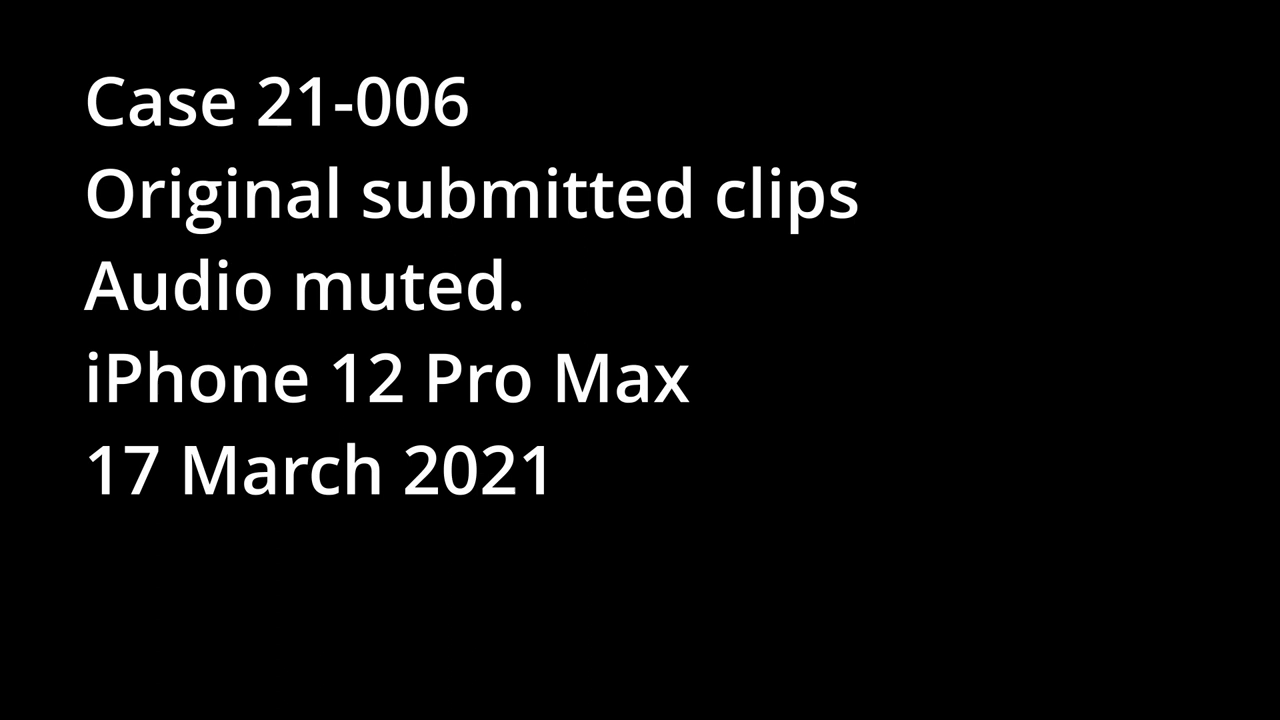 Case 21-006
Original submitted clips
Audio muted.
iPhone 12 Pro Max
17 March 2021